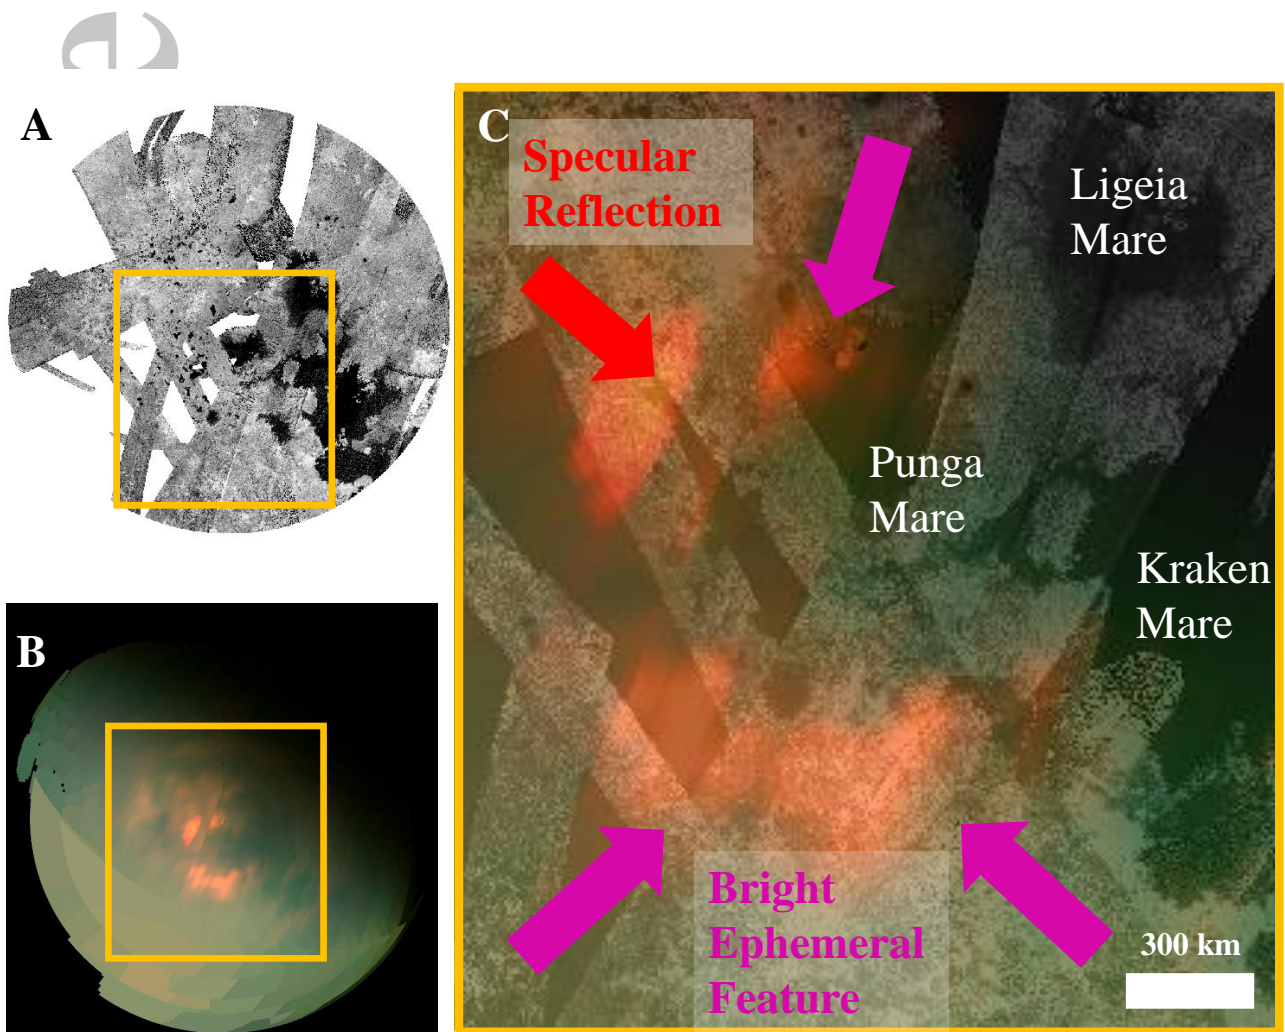 A
B
C
Specular
Reflection
Ligeia
Mare
Punga
Mare
Kraken
Mare
Bright
Ephemeral
Feature
300 km